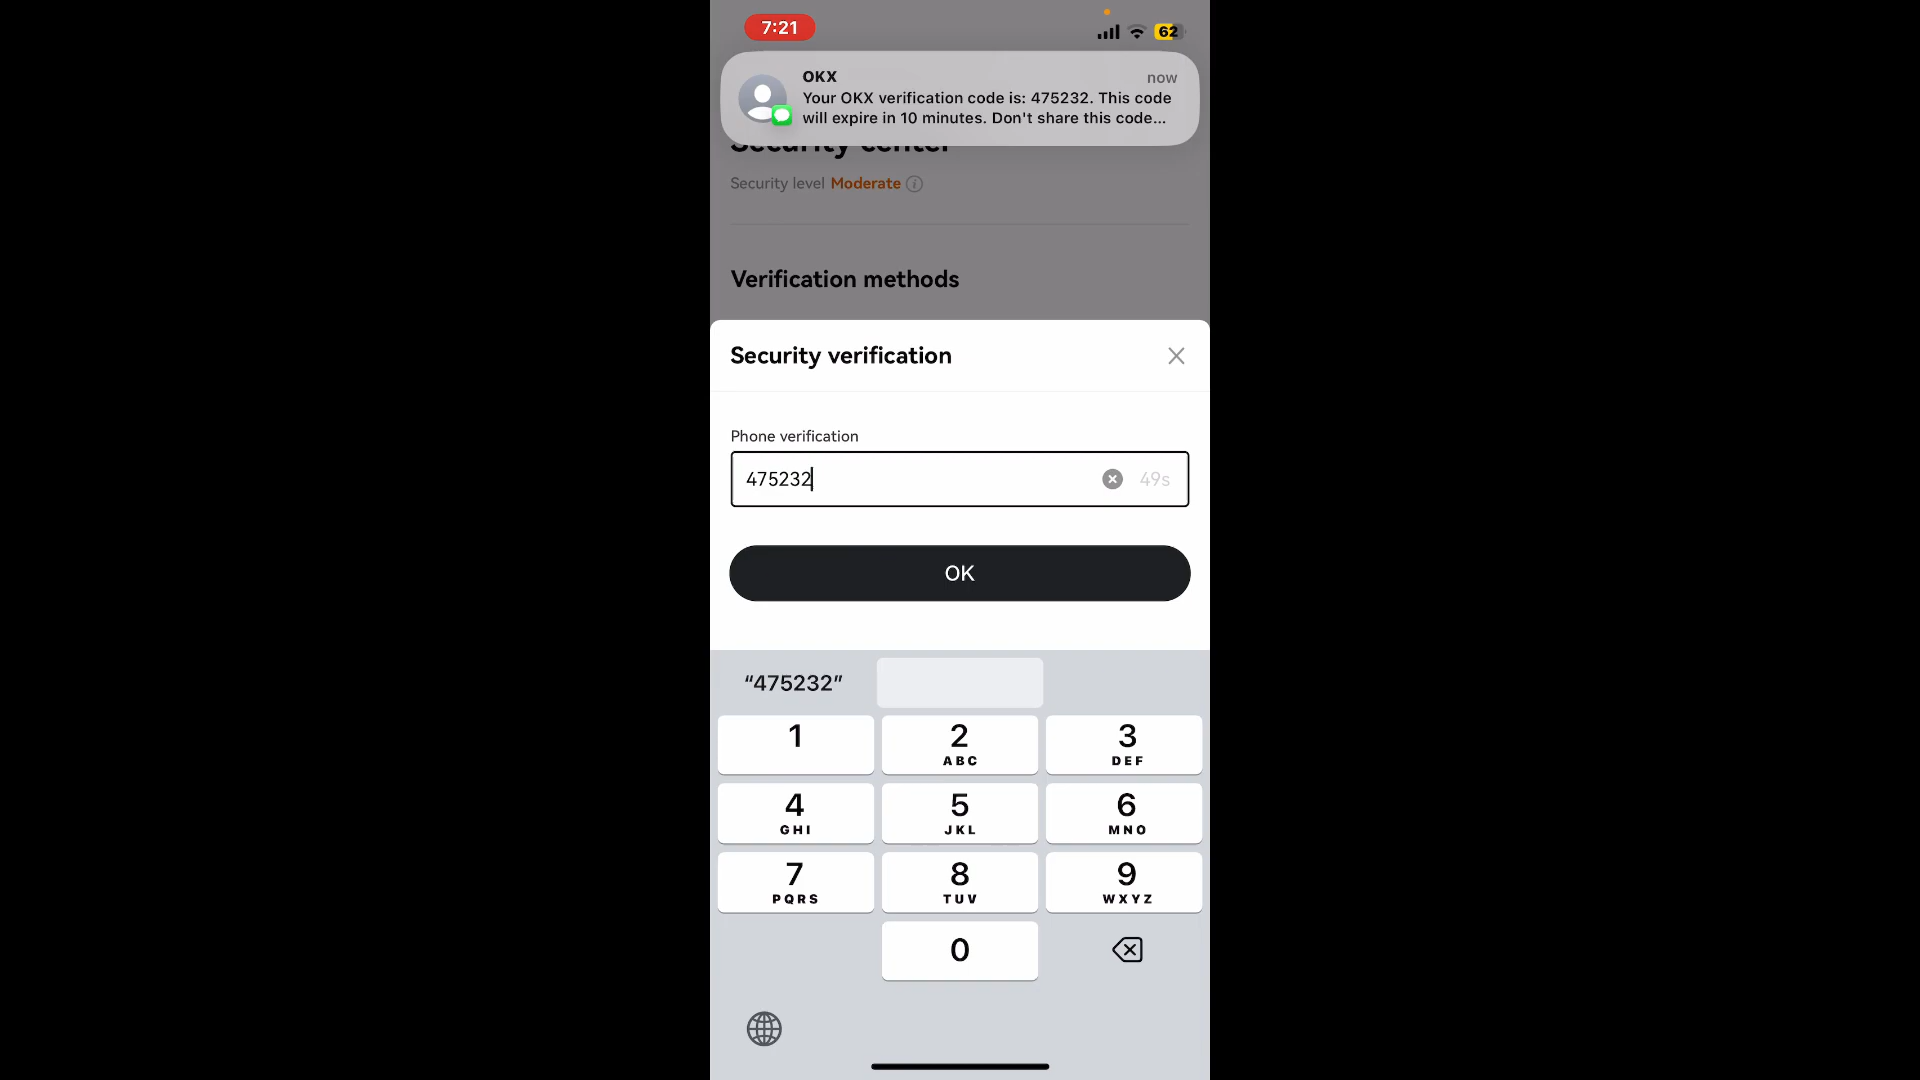 7:21
62
OKX
now
Your OKX verification code is: 475232. This code
will expire in 10 minutes. Don't share this code...
Security center
Security level Moderate
Verification methods
Security verification
Phone verification
475232
49s
OK
“475232”
1
2
3
ABC
DEF
4
5
6
GHI
JKL
MNO
7
8
9
PQRS
TUV
WXYZ
0